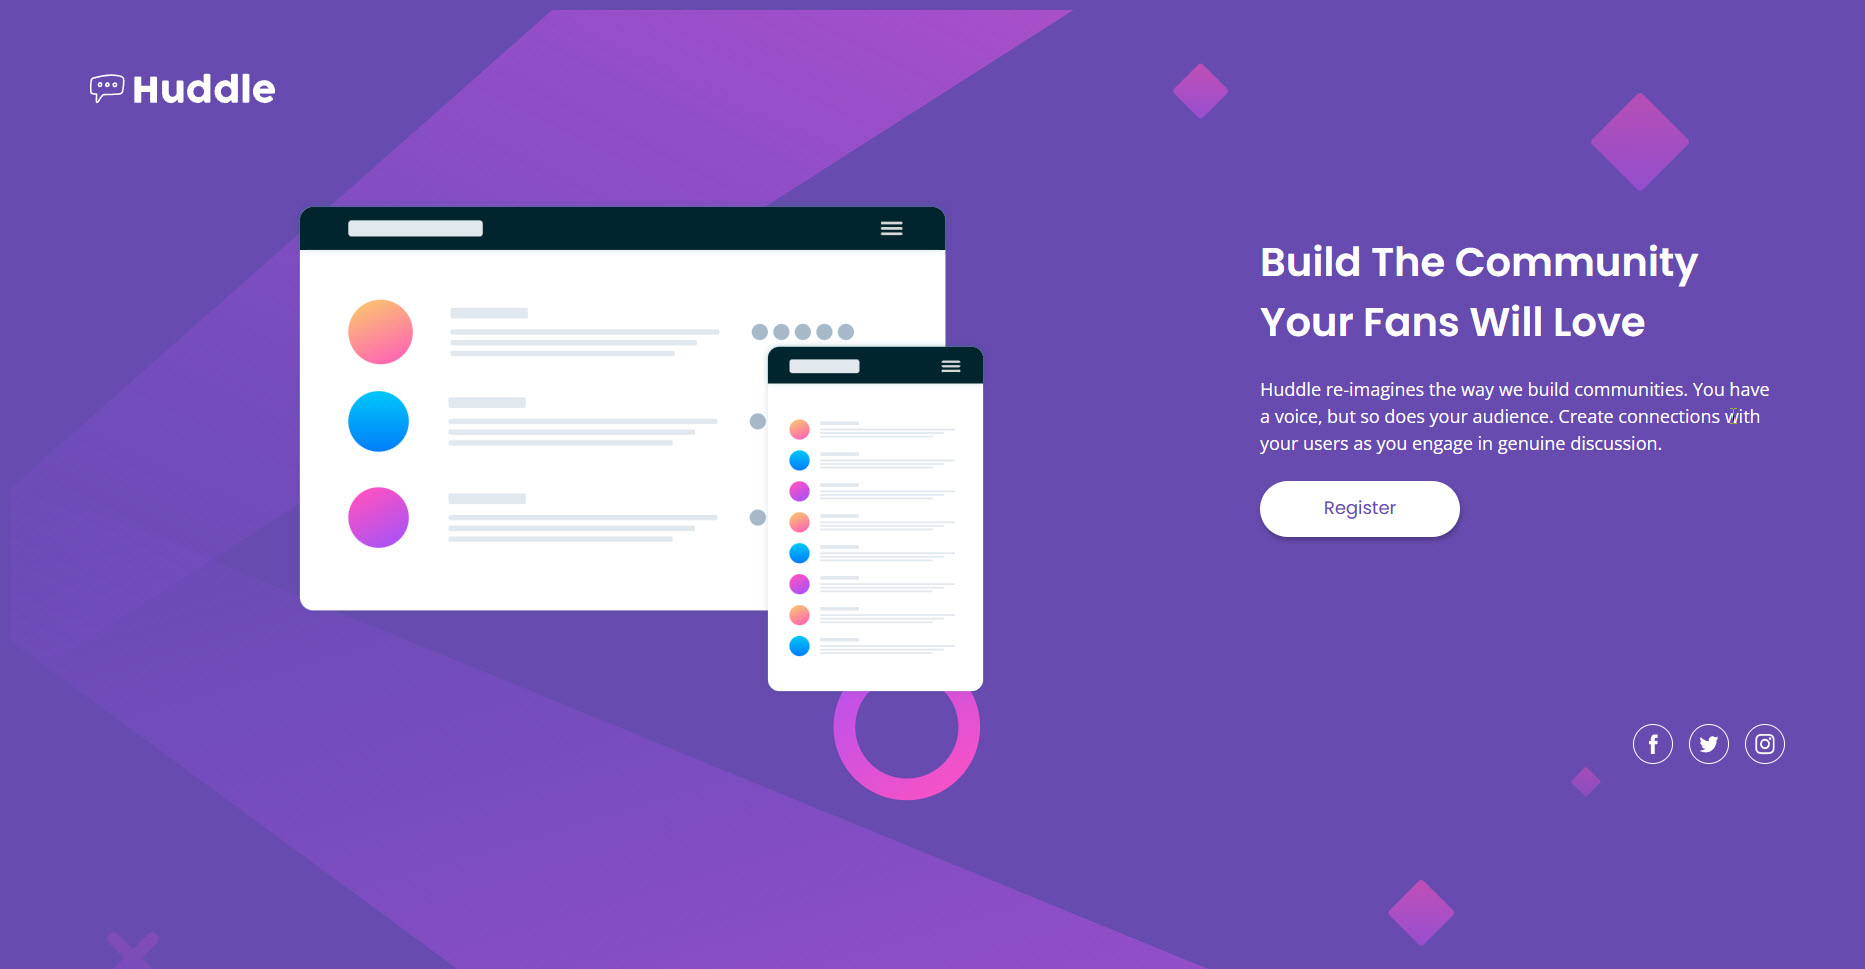 Huddle
Build The Community
Your Fans Will Love
Huddle re-imagines the way we build communities. You have
a voice, but so does your audience. Create connections with
your users as you engage in genuine discussion.
Register